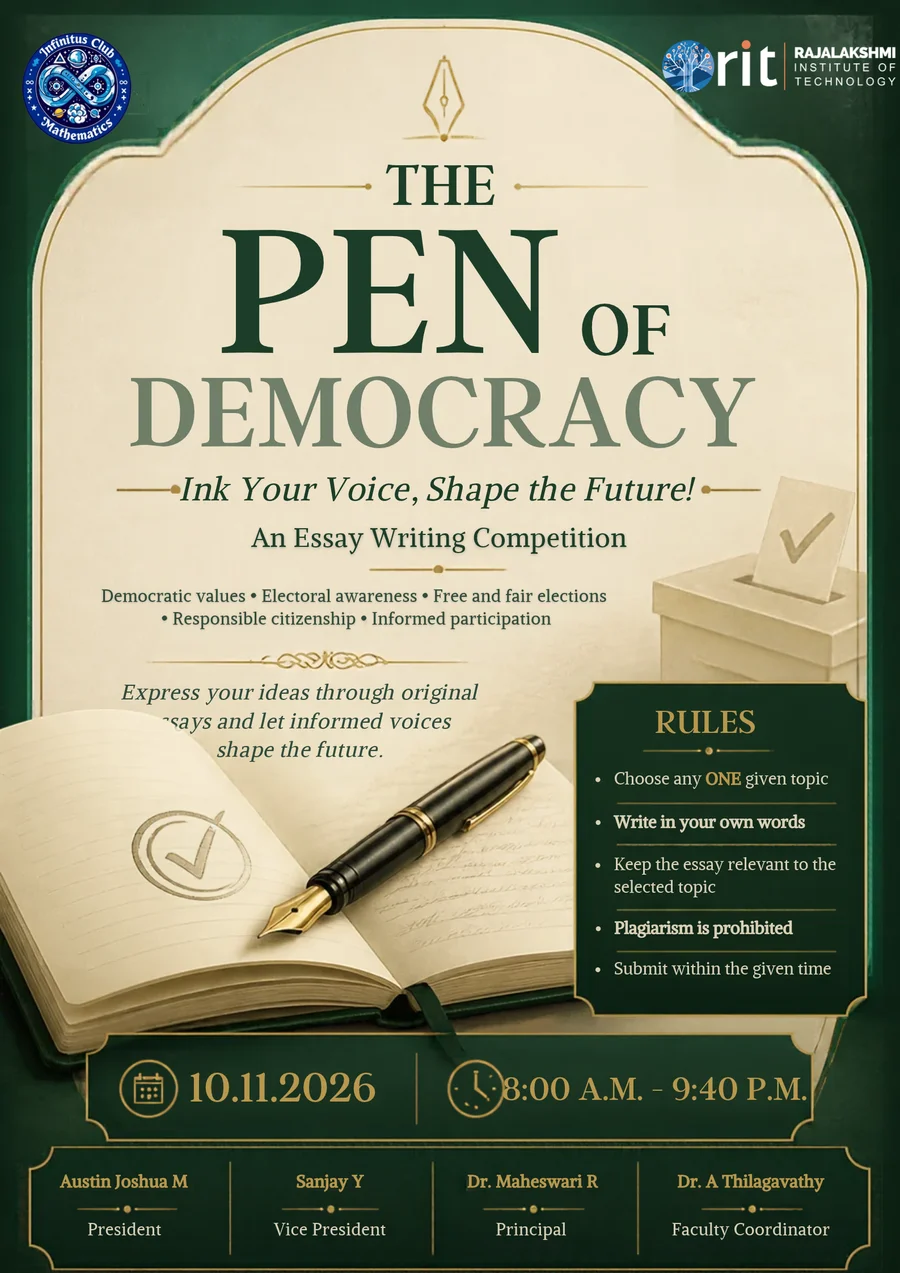 Infinitus Club
Mathematics
rit
RAJALAKSHMI
INSTITUTE OF
TECHNOLOGY
THE
PEN OF
DEMOCRACY
Ink Your Voice, Shape the Future!
An Essay Writing Competition
Democratic values • Electoral awareness • Free and fair elections
• Responsible citizenship • Informed participation
Express your ideas through original
says and let informed voices
shape the future.
RULES
• Choose any ONE given topic
• Write in your own words
• Keep the essay relevant to the
selected topic
• Plagiarism is prohibited
• Submit within the given time
10.11.2026
8:00 A.M. - 9:40 P.M.
Austin Joshua M
President
Sanjay Y
Vice President
Dr. Maheswari R
Principal
Dr. A Thilagavathy
Faculty Coordinator